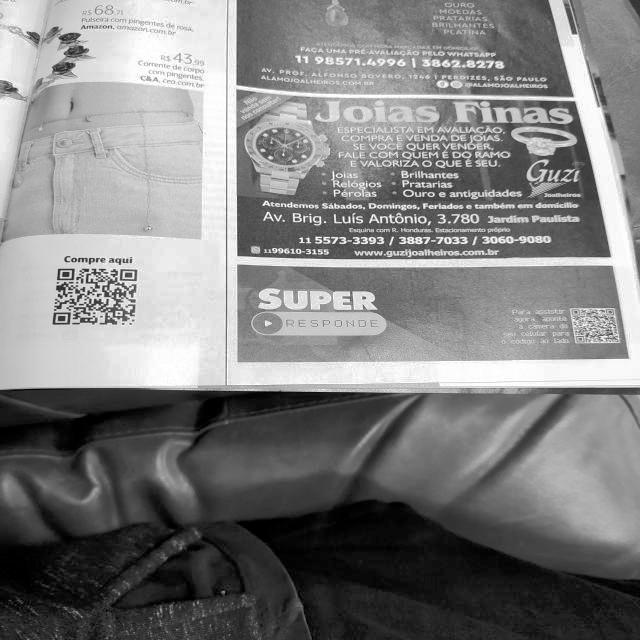 R$68,71
Pulseira com pingentes de rosa,
Amazon, amazon.com.br
R$43,99
Corrente de corpo
com pingentes,
C&A, cea.com.br
Compre aqui
OURO
MOEDAS
PRATARIAS
BRILHANTES
PLATINA
FAÇA UMA PRÉ-AVALIAÇÃO PELO WHATSAPP
11 98571.4996 | 3862.8278
AV. PROF. ALFONSO BOVERO, 1246 | PERDIZES, SÃO PAULO
ALAMOJOALHEIROS.COM.BR @ALAMOJOALHEIROS
Joias Finas
ESPECIALISTA EM AVALIAÇÃO,
COMPRA E VENDA DE JOIAS.
SE VOCÊ QUER VENDER,
FALE COM QUEM É DO RAMO
E VALORIZA O QUE É SEU.
• Joias • Brilhantes
• Relógios • Pratarias
• Pérolas • Ouro e antiguidades
Guzi
Joalheiros
Atendemos Sábados, Domingos, Feriados e também em domicílio
Av. Brig. Luís Antônio, 3.780 Jardim Paulista
Esquina com R. Honduras. Estacionamento próprio
11 5573-3393 / 3887-7033 / 3060-9080
11 99610-3155 www.guzijoalheiros.com.br
SUPER
RESPONDE
Para assistir
agora, aponte
a câmera do
seu celular para
o código ao lado